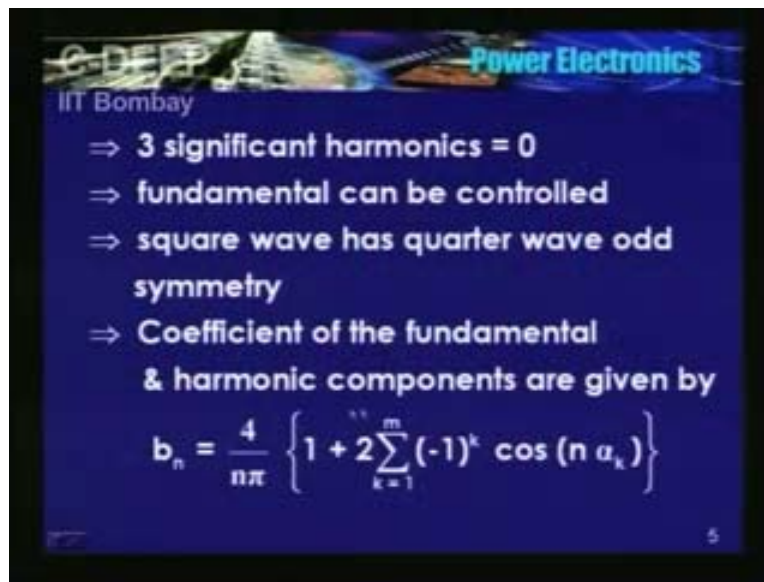 C-DEEP
Power Electronics
IIT Bombay
⇒ 3 significant harmonics = 0
⇒ fundamental can be controlled
⇒ square wave has quarter wave odd
symmetry
⇒ Coefficient of the fundamental
& harmonic components are given by
bₙ = 4/nπ {1 + 2 ∑_{k=1}^{m} (-1)ᵏ cos (n αₖ)}
5